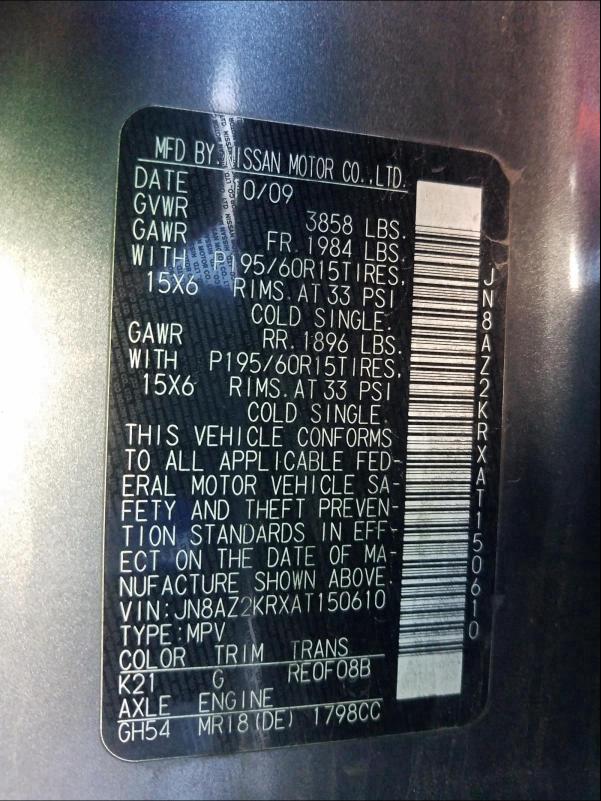 MFD BY NISSAN MOTOR CO.,LTD.
DATE 10/09
GVWR 3858 LBS.
GAWR FR.1984 LBS.
WITH P195/60R15TIRES,
15X6 RIMS.AT 33 PSI
COLD SINGLE.
GAWR RR.1896 LBS.
WITH P195/60R15TIRES,
15X6 RIMS.AT 33 PSI
COLD SINGLE.
THIS VEHICLE CONFORMS
TO ALL APPLICABLE FED-
ERAL MOTOR VEHICLE SA-
FETY AND THEFT PREVEN-
TION STANDARDS IN EFF-
ECT ON THE DATE OF MA-
NUFACTURE SHOWN ABOVE.
VIN:JN8AZ2KRXAT150610
TYPE:MPV
COLOR TRIM TRANS
K21 G RE0F08B
AXLE ENGINE
GH54 MR18(DE) 1798CC
JN8AZ2KRXAT150610